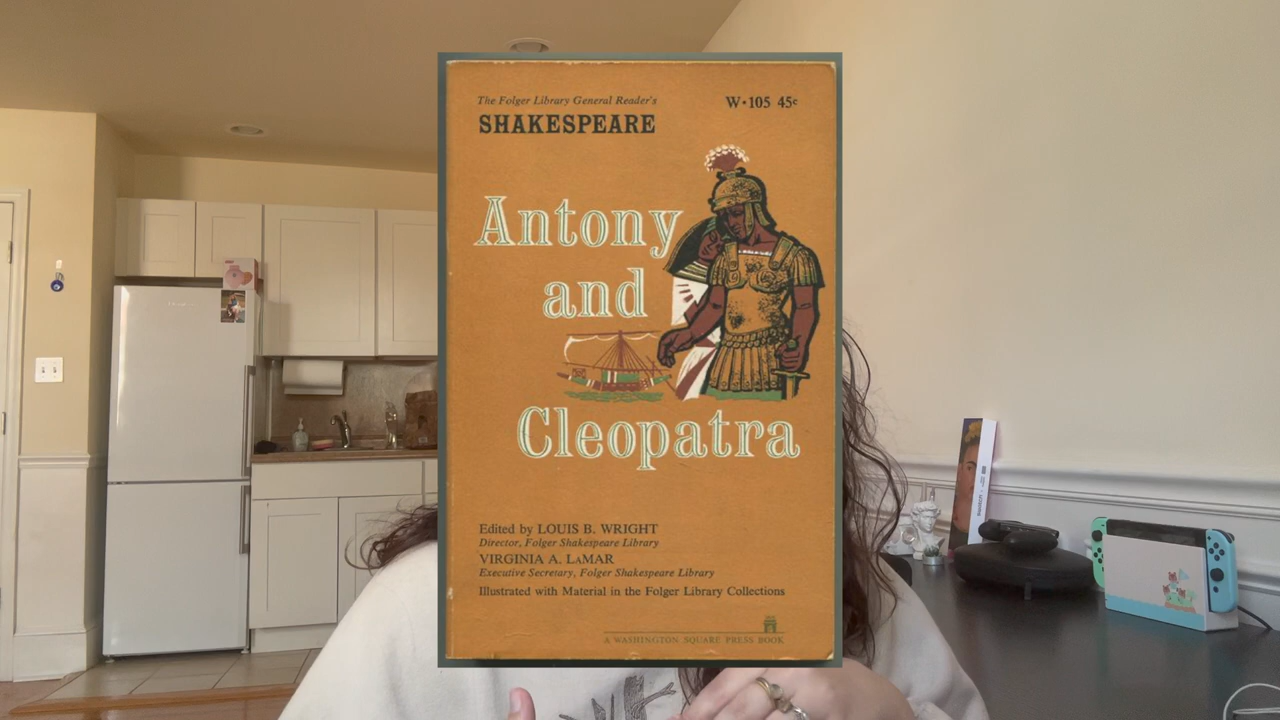 The Folger Library General Reader's
W•105 45¢
SHAKESPEARE
Antony
and
Cleopatra
Edited by LOUIS B. WRIGHT
Director, Folger Shakespeare Library
VIRGINIA A. LaMAR
Executive Secretary, Folger Shakespeare Library
Illustrated with Material in the Folger Library Collections
A WASHINGTON SQUARE PRESS BOOK